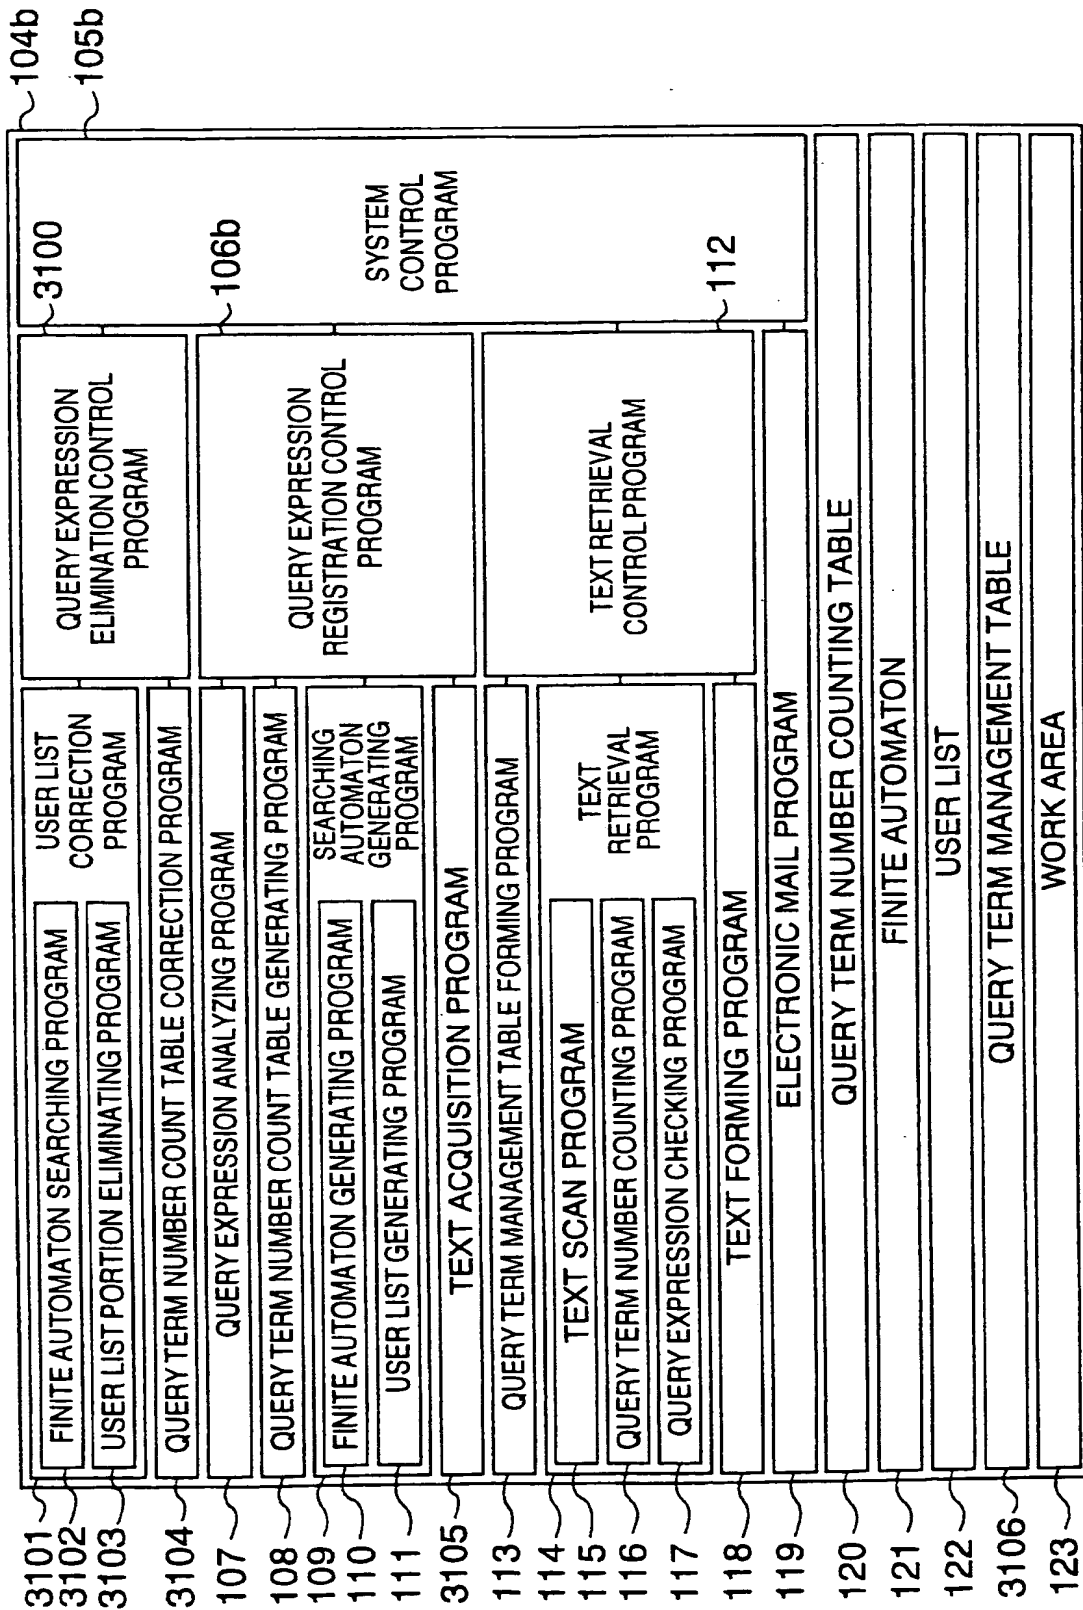 104b
105b
3100
106b
112
SYSTEM
CONTROL
PROGRAM
QUERY EXPRESSION
ELIMINATION CONTROL
PROGRAM
QUERY EXPRESSION
REGISTRATION CONTROL
PROGRAM
TEXT RETRIEVAL
CONTROL PROGRAM
USER LIST
CORRECTION
PROGRAM
FINITE AUTOMATON SEARCHING PROGRAM
USER LIST PORTION ELIMINATING PROGRAM
QUERY TERM NUMBER COUNT TABLE CORRECTION PROGRAM
QUERY EXPRESSION ANALYZING PROGRAM
QUERY TERM NUMBER COUNT TABLE GENERATING PROGRAM
SEARCHING
AUTOMATON
GENERATING
PROGRAM
FINITE AUTOMATON GENERATING PROGRAM
USER LIST GENERATING PROGRAM
TEXT ACQUISITION PROGRAM
QUERY TERM MANAGEMENT TABLE FORMING PROGRAM
TEXT
RETRIEVAL
PROGRAM
TEXT SCAN PROGRAM
QUERY TERM NUMBER COUNTING PROGRAM
QUERY EXPRESSION CHECKING PROGRAM
TEXT FORMING PROGRAM
ELECTRONIC MAIL PROGRAM
QUERY TERM NUMBER COUNTING TABLE
FINITE AUTOMATON
USER LIST
QUERY TERM MANAGEMENT TABLE
WORK AREA
3101
3102
3103
3104
107
108
109
110
111
3105
113
114
115
116
117
118
119
120
121
122
3106
123